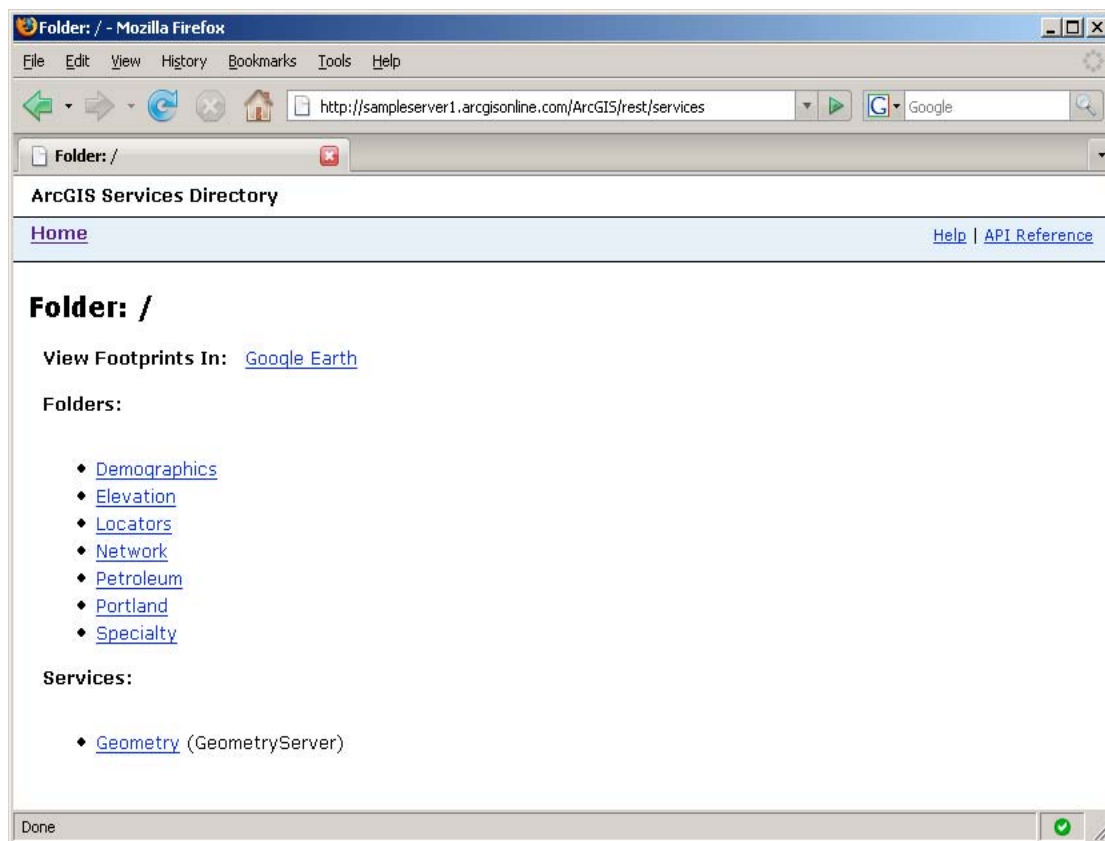 Folder: / - Mozilla Firefox
File Edit View History Bookmarks Tools Help
http://sampleserver1.arcgisonline.com/ArcGIS/rest/services G Google
Folder: /
ArcGIS Services Directory
Home Help | API Reference
Folder: /
View Footprints In: Google Earth
Folders:
Demographics
Elevation
Locators
Network
Petroleum
Portland
Specialty
Services:
Geometry (GeometryServer)
Done